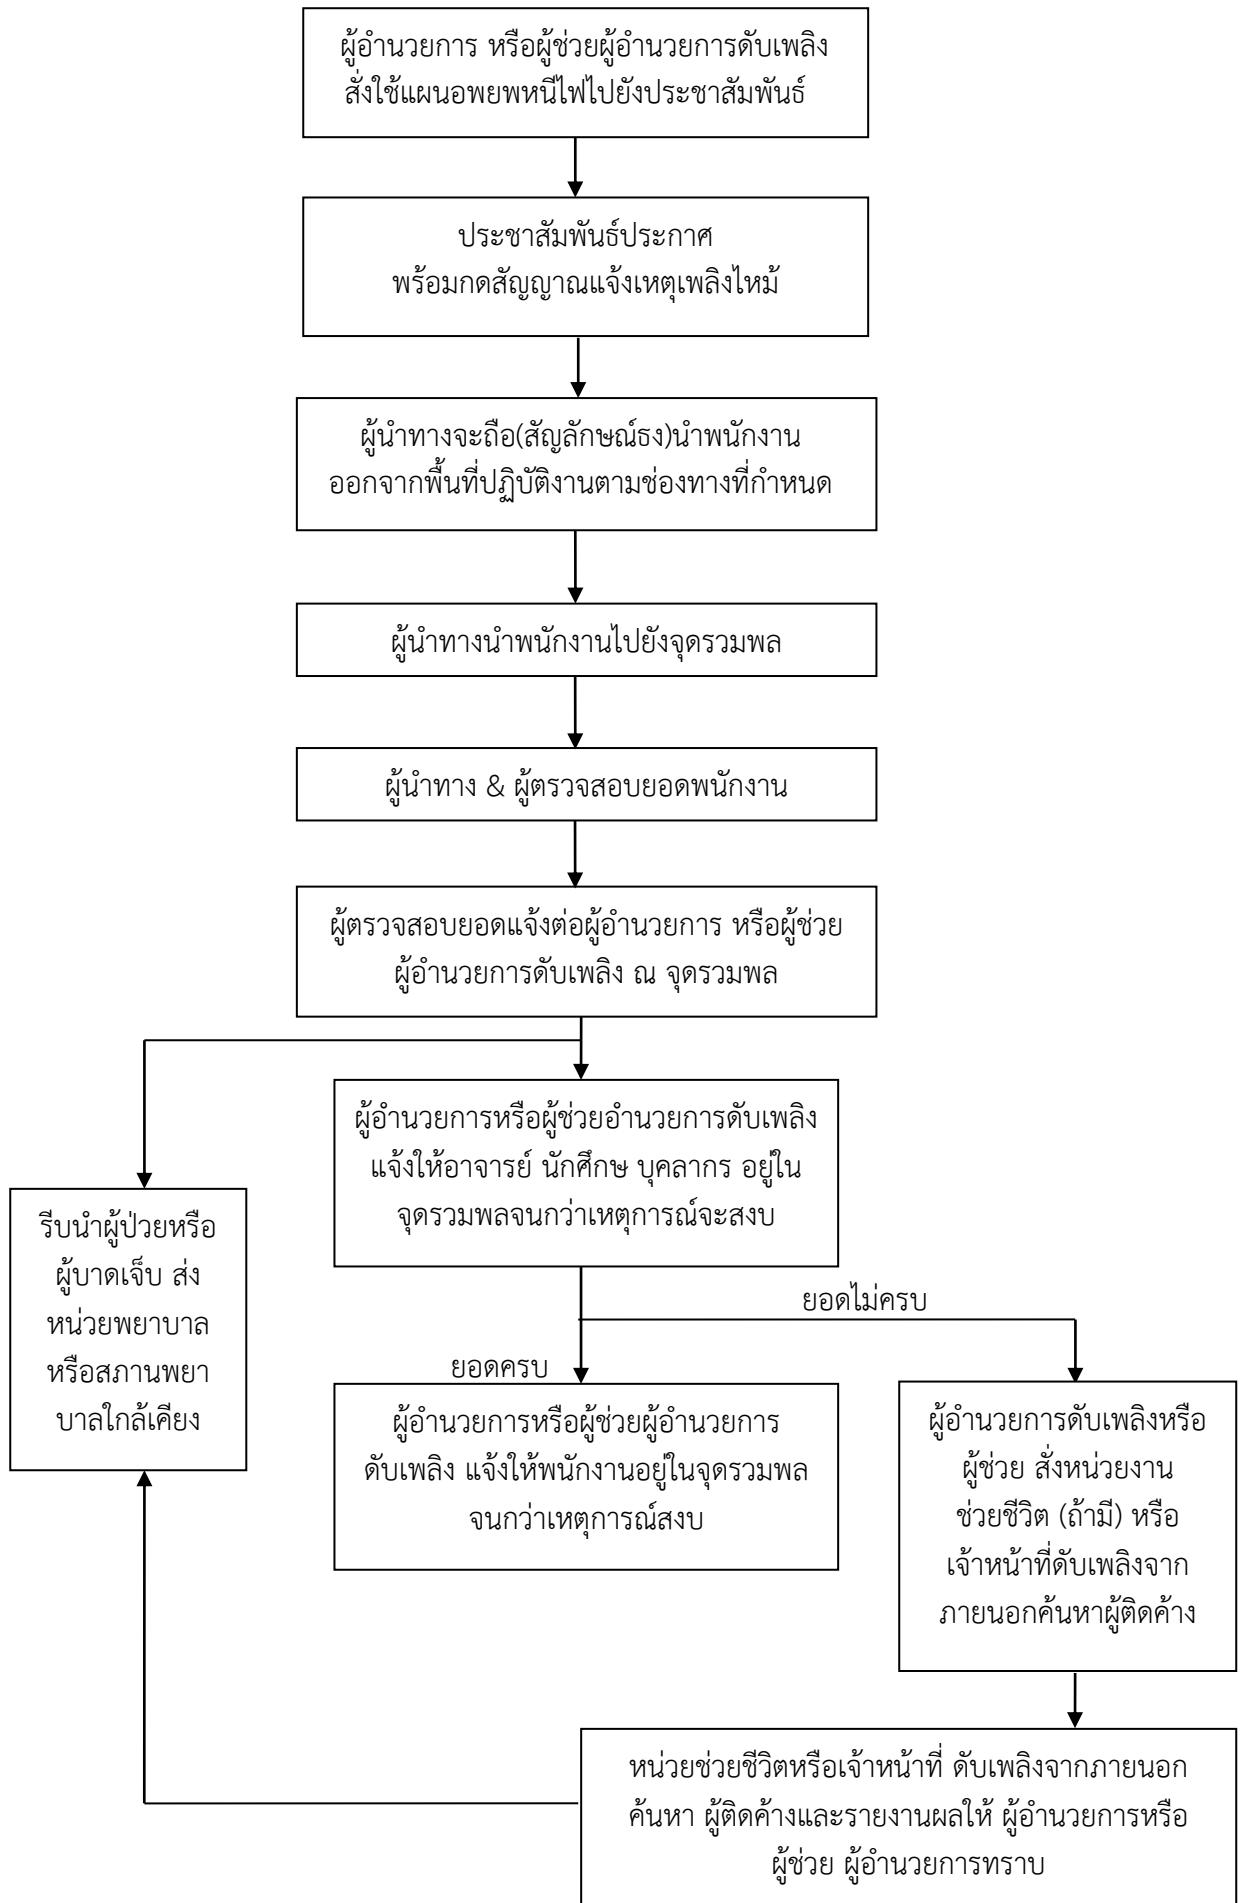 ผู้อำนวยการ หรือผู้ช่วยผู้อำนวยการดับเพลิง
สั่งใช้แผนอพยพหนีไฟไปยังประชาสัมพันธ์
ประชาสัมพันธ์ประกาศ
พร้อมกดสัญญาณแจ้งเหตุเพลิงไหม้
ผู้นำทางจะถือ(สัญลักษณ์ธง)นำพนักงาน
ออกจากพื้นที่ปฏิบัติงานตามช่องทางที่กำหนด
ผู้นำทางนำพนักงานไปยังจุดรวมพล
ผู้นำทาง & ผู้ตรวจสอบยอดพนักงาน
ผู้ตรวจสอบยอดแจ้งต่อผู้อำนวยการ หรือผู้ช่วย
ผู้อำนวยการดับเพลิง ณ จุดรวมพล
ผู้อำนวยการหรือผู้ช่วยอำนวยการดับเพลิง
แจ้งให้อาจารย์ นักศึกษ บุคลากร อยู่ใน
จุดรวมพลจนกว่าเหตุการณ์จะสงบ
รีบนำผู้ป่วยหรือ
ผู้บาดเจ็บ ส่ง
หน่วยพยาบาล
หรือสภานพยา
บาลใกล้เคียง
ยอดไม่ครบ
ยอดครบ
ผู้อำนวยการหรือผู้ช่วยผู้อำนวยการ
ดับเพลิง แจ้งให้พนักงานอยู่ในจุดรวมพล
จนกว่าเหตุการณ์สงบ
ผู้อำนวยการดับเพลิงหรือ
ผู้ช่วย สั่งหน่วยงาน
ช่วยชีวิต (ถ้ามี) หรือ
เจ้าหน้าที่ดับเพลิงจาก
ภายนอกค้นหาผู้ติดค้าง
หน่วยช่วยชีวิตหรือเจ้าหน้าที่ ดับเพลิงจากภายนอก
ค้นหา ผู้ติดค้างและรายงานผลให้ ผู้อำนวยการหรือ
ผู้ช่วย ผู้อำนวยการทราบ